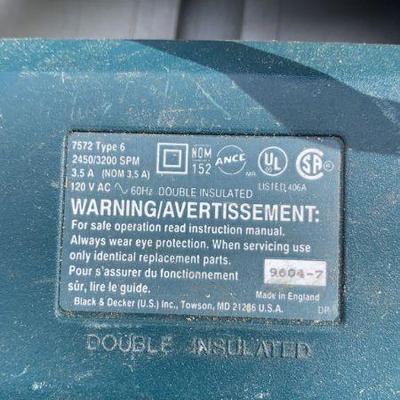 7572 Type 6
2450/3200 SPM
3.5 A (NOM 3,5 A)
120 V AC ∿ 60Hz DOUBLE INSULATED
NOM 152
ANCE
MR
UL
LISTED 406A
SA
WARNING/AVERTISSEMENT:
For safe operation read instruction manual.
Always wear eye protection. When servicing use
only identical replacement parts.
Pour s'assurer du fonctionnement
sûr, lire le guide.
9604-7
Made in England
Black & Decker (U.S.) Inc., Towson, MD 21286 U.S.A.
DP
DOUBLE INSULATED